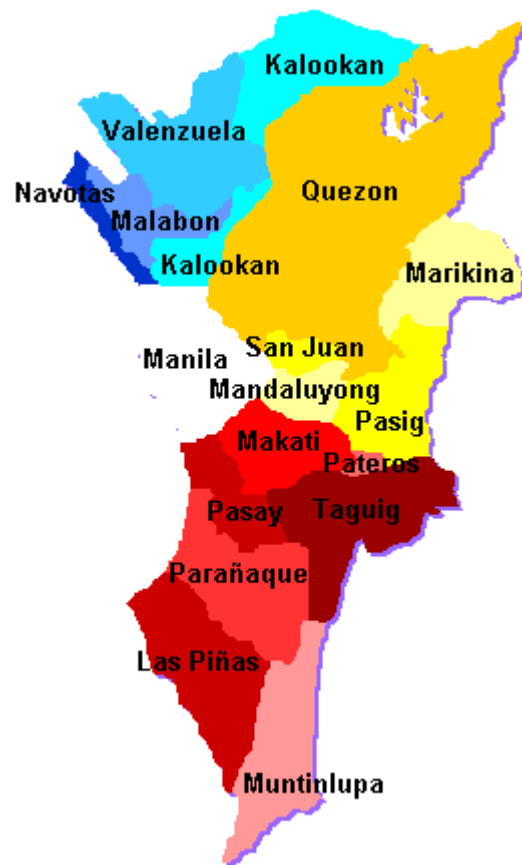 Kalookan
Valenzuela
Navotas
Quezon
Malabon
Kalookan
Marikina
San Juan
Manila
Mandaluyong
Pasig
Makati
Pateros
Pasay
Taguig
Parañaque
Las Piñas
Muntinlupa